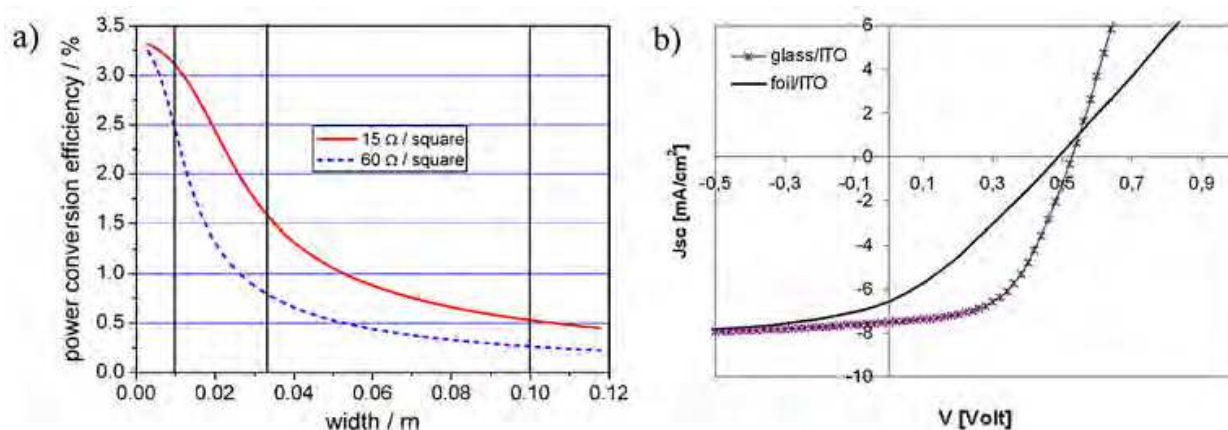 a)
power conversion efficiency / %
3.5
3.0
2.5
2.0
1.5
1.0
0.5
0.0
15 Ω / square
60 Ω / square
0.00 0.02 0.04 0.06 0.08 0.10 0.12
width / m
b)
glass/ITO
foil/ITO
Jsc [mA/cm²]
6
4
2
0
-2
-4
-6
-8
-10
-0,5 -0,3 -0,1 0,1 0,3 0,5 0,7 0,9
V [Volt]